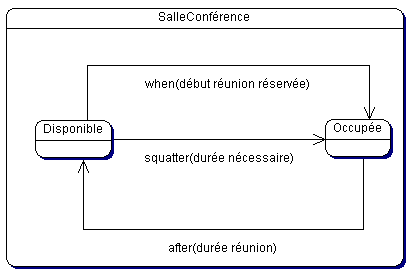 SalleConférence
when(début réunion réservée)
Disponible
Occupée
squatter(durée nécessaire)
after(durée réunion)